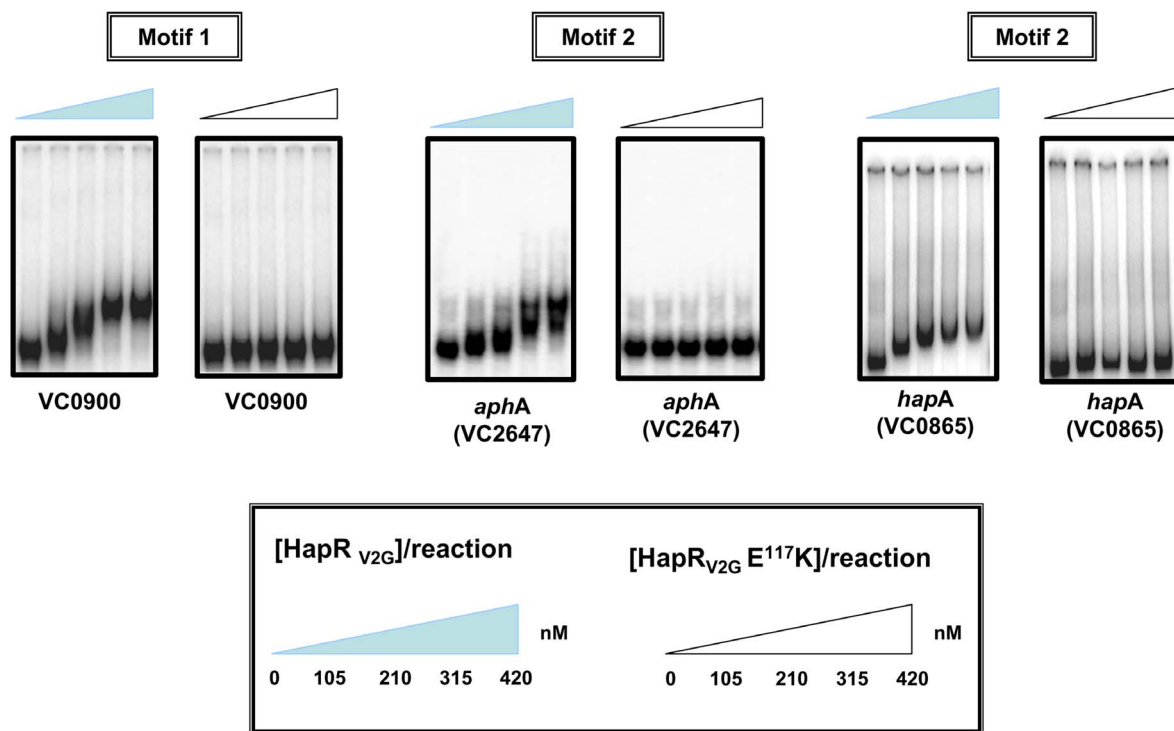 Motif 1
Motif 2
Motif 2
VC0900
VC0900
aphA
(VC2647)
aphA
(VC2647)
hapA
(VC0865)
hapA
(VC0865)
[HapR V2G]/reaction
[HapRV2G E117K]/reaction
nM
nM
0 105 210 315 420
0 105 210 315 420